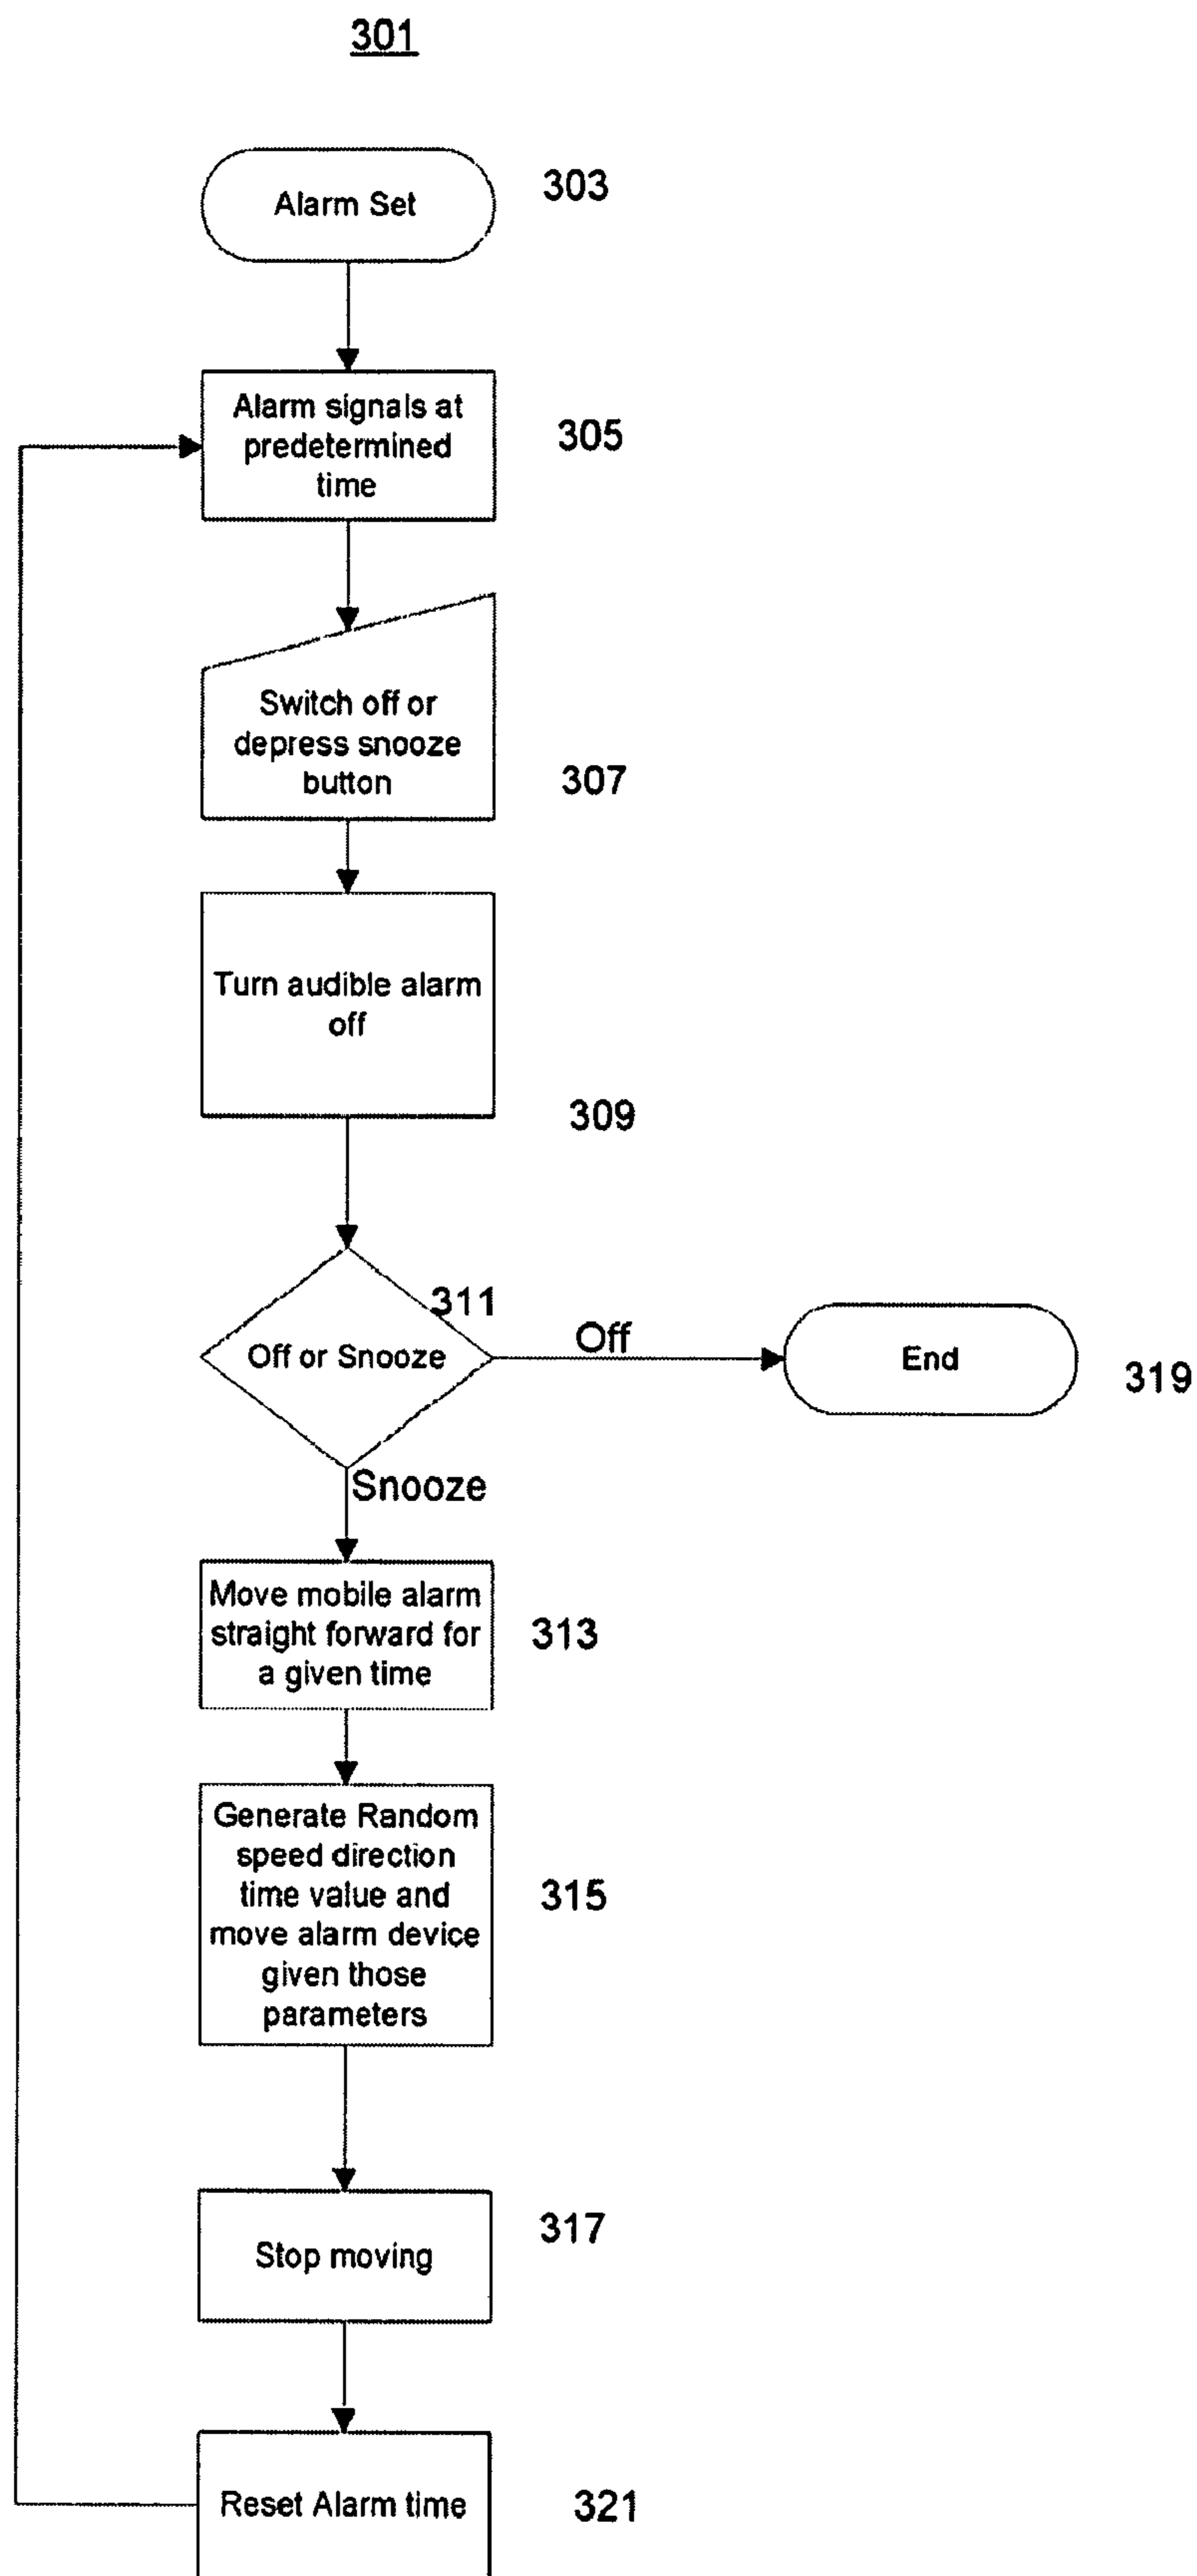 301
Alarm Set
303
Alarm signals at
predetermined
time
305
Switch off or
depress snooze
button
307
Turn audible alarm
off
309
311
Off or Snooze
Off
End
319
Snooze
Move mobile alarm
straight forward for
a given time
313
Generate Random
speed direction
time value and
move alarm device
given those
parameters
315
Stop moving
317
Reset Alarm time
321